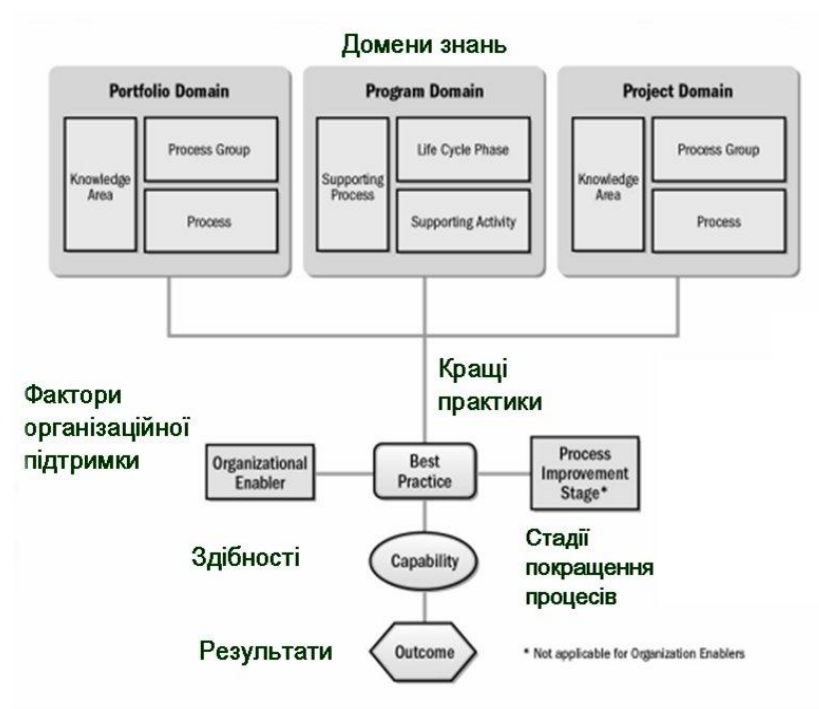 Домени знань
Portfolio Domain
Knowledge
Area
Process Group
Process
Program Domain
Supporting
Process
Life Cycle Phase
Supporting Activity
Project Domain
Knowledge
Area
Process Group
Process
Кращі
практики
Фактори
організаційної
підтримки
Organizational
Enabler
Best
Practice
Process
Improvement
Stage*
Здібності
Capability
Стадії
покращення
процесів
Результати
Outcome
* Not applicable for Organization Enablers